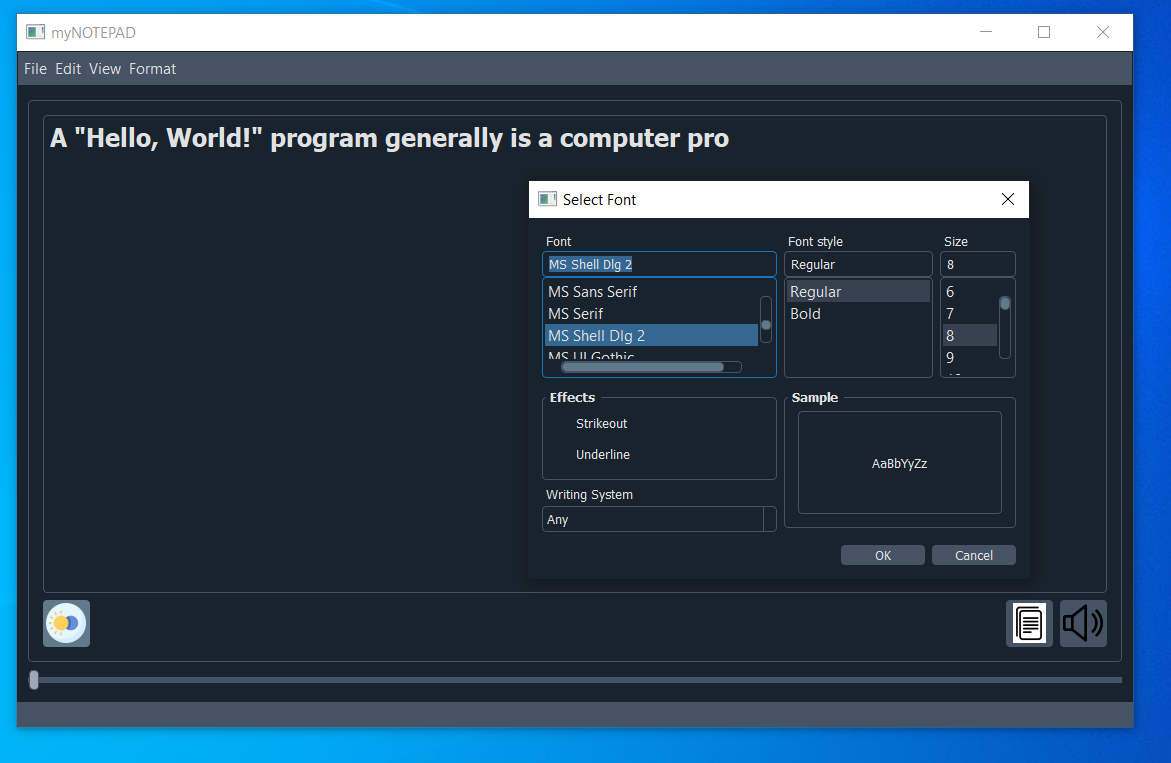 myNOTEPAD
File Edit View Format
A "Hello, World!" program generally is a computer pro
Select Font
Font Font style Size
MS Shell Dlg 2 Regular 8
MS Sans Serif Regular 6
MS Serif Bold 7
MS Shell Dlg 2 8
MS UI Gothic 9
Effects Sample
Strikeout
Underline
AaBbYyZz
Writing System
Any
OK Cancel